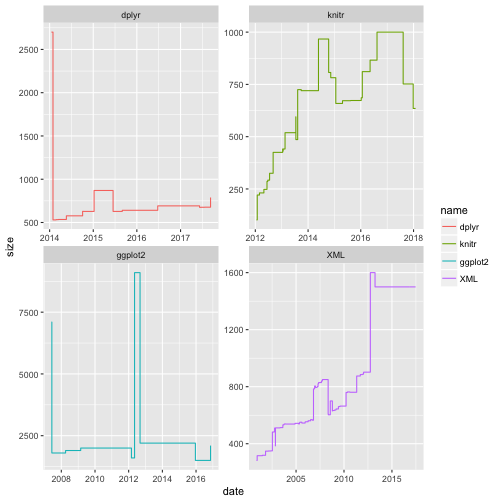 dplyr
knitr
2500
2000
1500
1000
500
2014
2015
2016
2017
1000
750
500
250
2012
2014
2016
2018
size
ggplot2
XML
7500
5000
2500
2008
2010
2012
2014
2016
1600
1200
800
400
2005
2010
2015
date
name
dplyr
knitr
ggplot2
XML